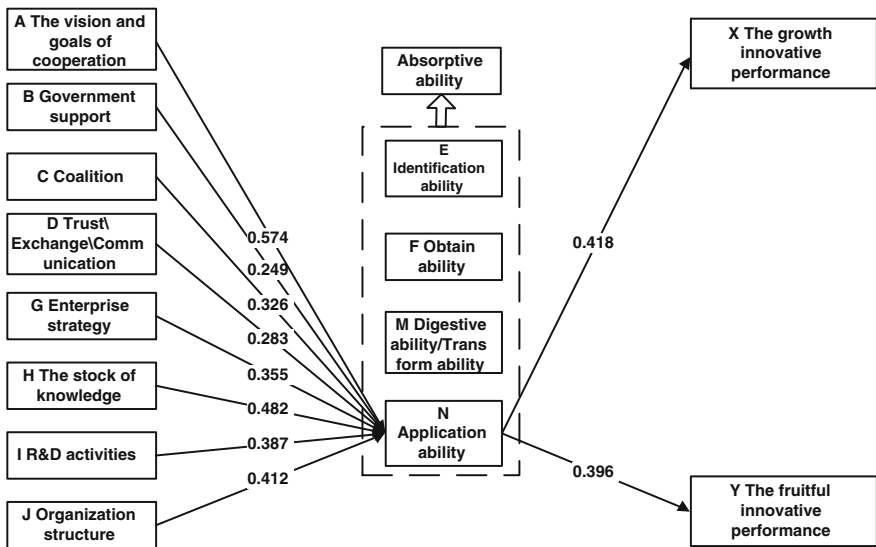 A The vision and
goals of
cooperation
B Government
support
C Coalition
D Trust\
Exchange\Comm
unication
G Enterprise
strategy
H The stock of
knowledge
I R&D activities
J Organization
structure
0.574
0.249
0.326
0.283
0.355
0.482
0.387
0.412
Absorptive
ability
E
Identification
ability
F Obtain
ability
M Digestive
ability/Trans
form ability
N
Application
ability
0.418
0.396
X The growth
innovative
performance
Y The fruitful
innovative
performance